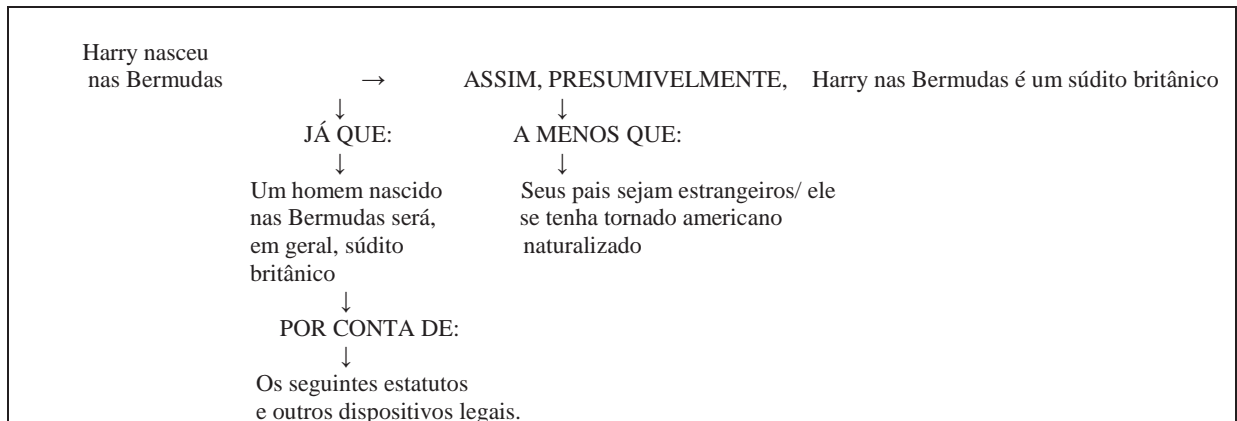 Harry nasceu
nas Bermudas → ASSIM, PRESUMIVELMENTE, Harry nas Bermudas é um súdito britânico
↓ ↓
JÁ QUE: A MENOS QUE:
↓ ↓
Um homem nascido Seus pais sejam estrangeiros/ ele
nas Bermudas será, se tenha tornado americano
em geral, súdito naturalizado
britânico
↓
POR CONTA DE:
↓
Os seguintes estatutos
e outros dispositivos legais.